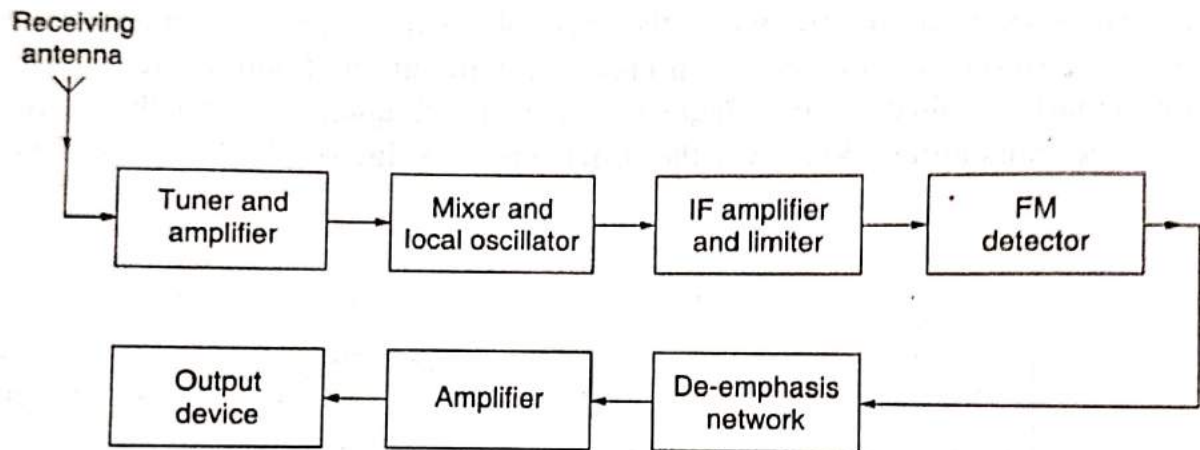 Receiving
antenna
Tuner and
amplifier
Mixer and
local oscillator
IF amplifier
and limiter
FM
detector
Output
device
Amplifier
De-emphasis
network